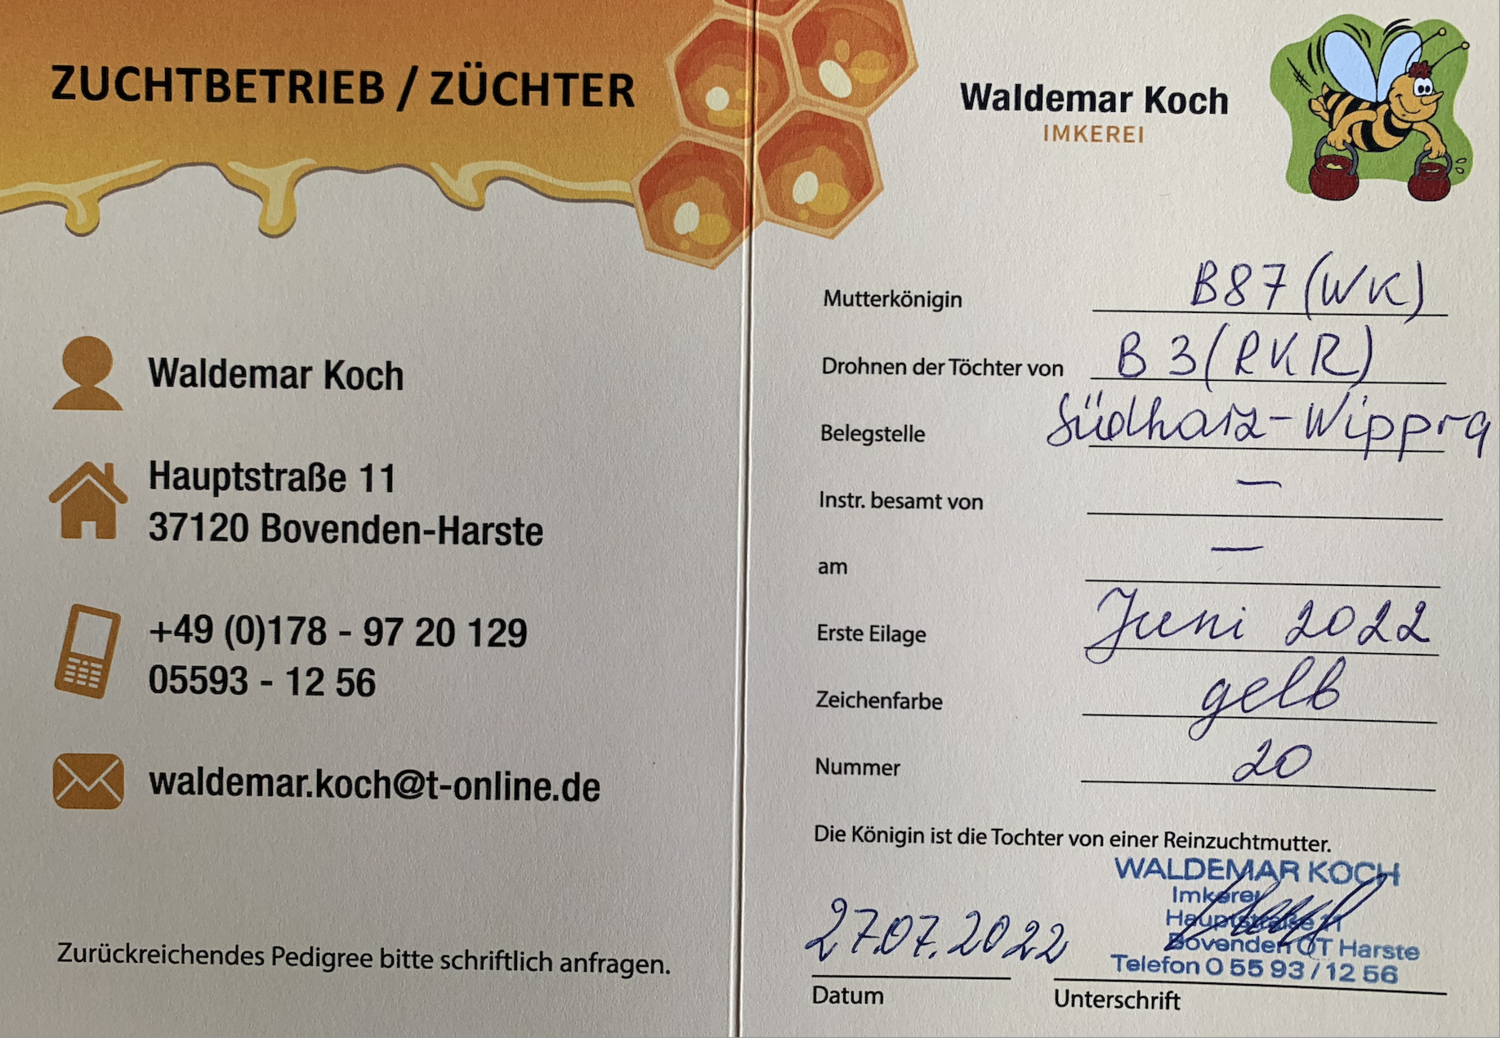 ZUCHTBETRIEB / ZÜCHTER
Waldemar Koch
Hauptstraße 11
37120 Bovenden-Harste
+49 (0)178 - 97 20 129
05593 - 12 56
waldemar.koch@t-online.de
Zurückreichendes Pedigree bitte schriftlich anfragen.
Waldemar Koch
IMKEREI
Mutterkönigin B87 (WK)
Drohnen der Töchter von B 3 (RKR)
Belegstelle Südharz-Wippra
Instr. besamt von —
am —
Erste Eilage Juni 2022
Zeichenfarbe gelb
Nummer 20
Die Königin ist die Tochter von einer Reinzuchtmutter.
WALDEMAR KOCH
Imkerei
Hauptstraße 11
Bovenden OT Harste
Telefon 0 55 93 / 12 56
27.07.2022
Datum Unterschrift